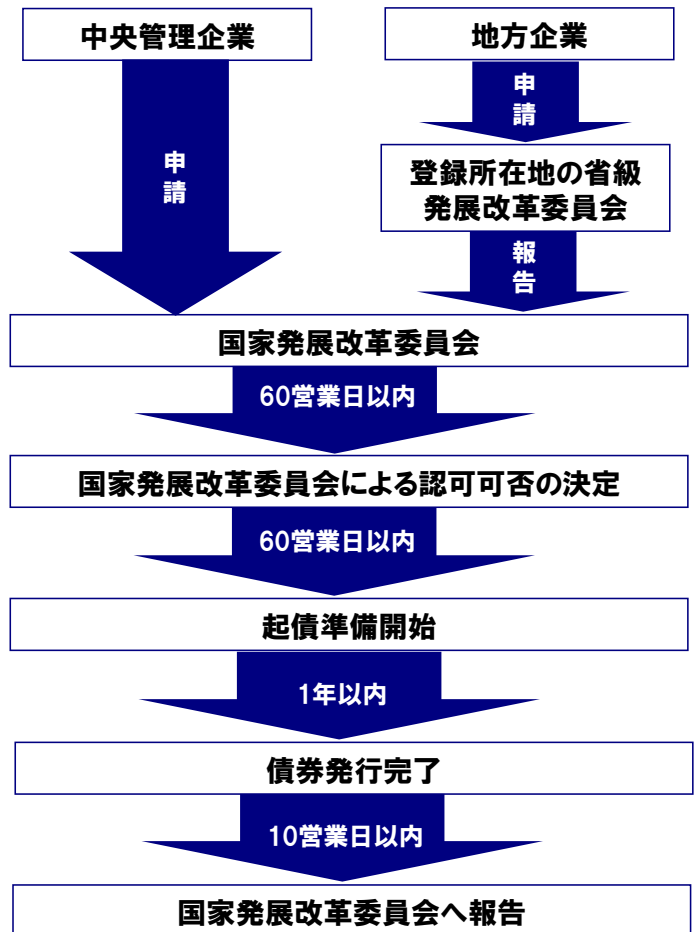 中央管理企業
地方企業
申
請
申
請
登録所在地の省級
発展改革委員会
報
告
国家発展改革委員会
60営業日以内
国家発展改革委員会による認可可否の決定
60営業日以内
起債準備開始
1年以内
債券発行完了
10営業日以内
国家発展改革委員会へ報告